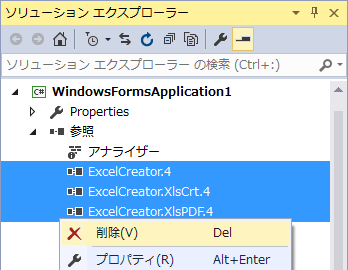 ソリューション エクスプローラー
ソリューション エクスプローラー の検索 (Ctrl+:)
C# WindowsFormsApplication1
Properties
参照
アナライザー
ExcelCreator.4
ExcelCreator.XlsCrt.4
ExcelCreator.XlsPDF.4
削除(V) Del
プロパティ(R) Alt+Enter